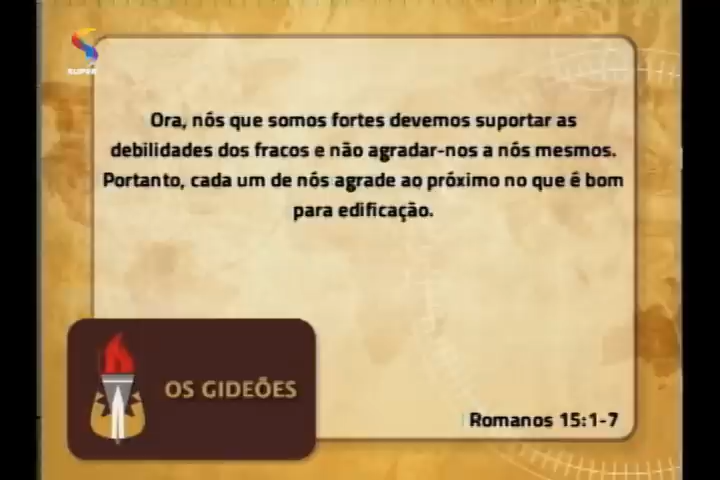 SUPER
Ora, nós que somos fortes devemos suportar as
debilidades dos fracos e não agradar-nos a nós mesmos.
Portanto, cada um de nós agrade ao próximo no que é bom
para edificação.
OS GIDEÕES
Romanos 15:1-7